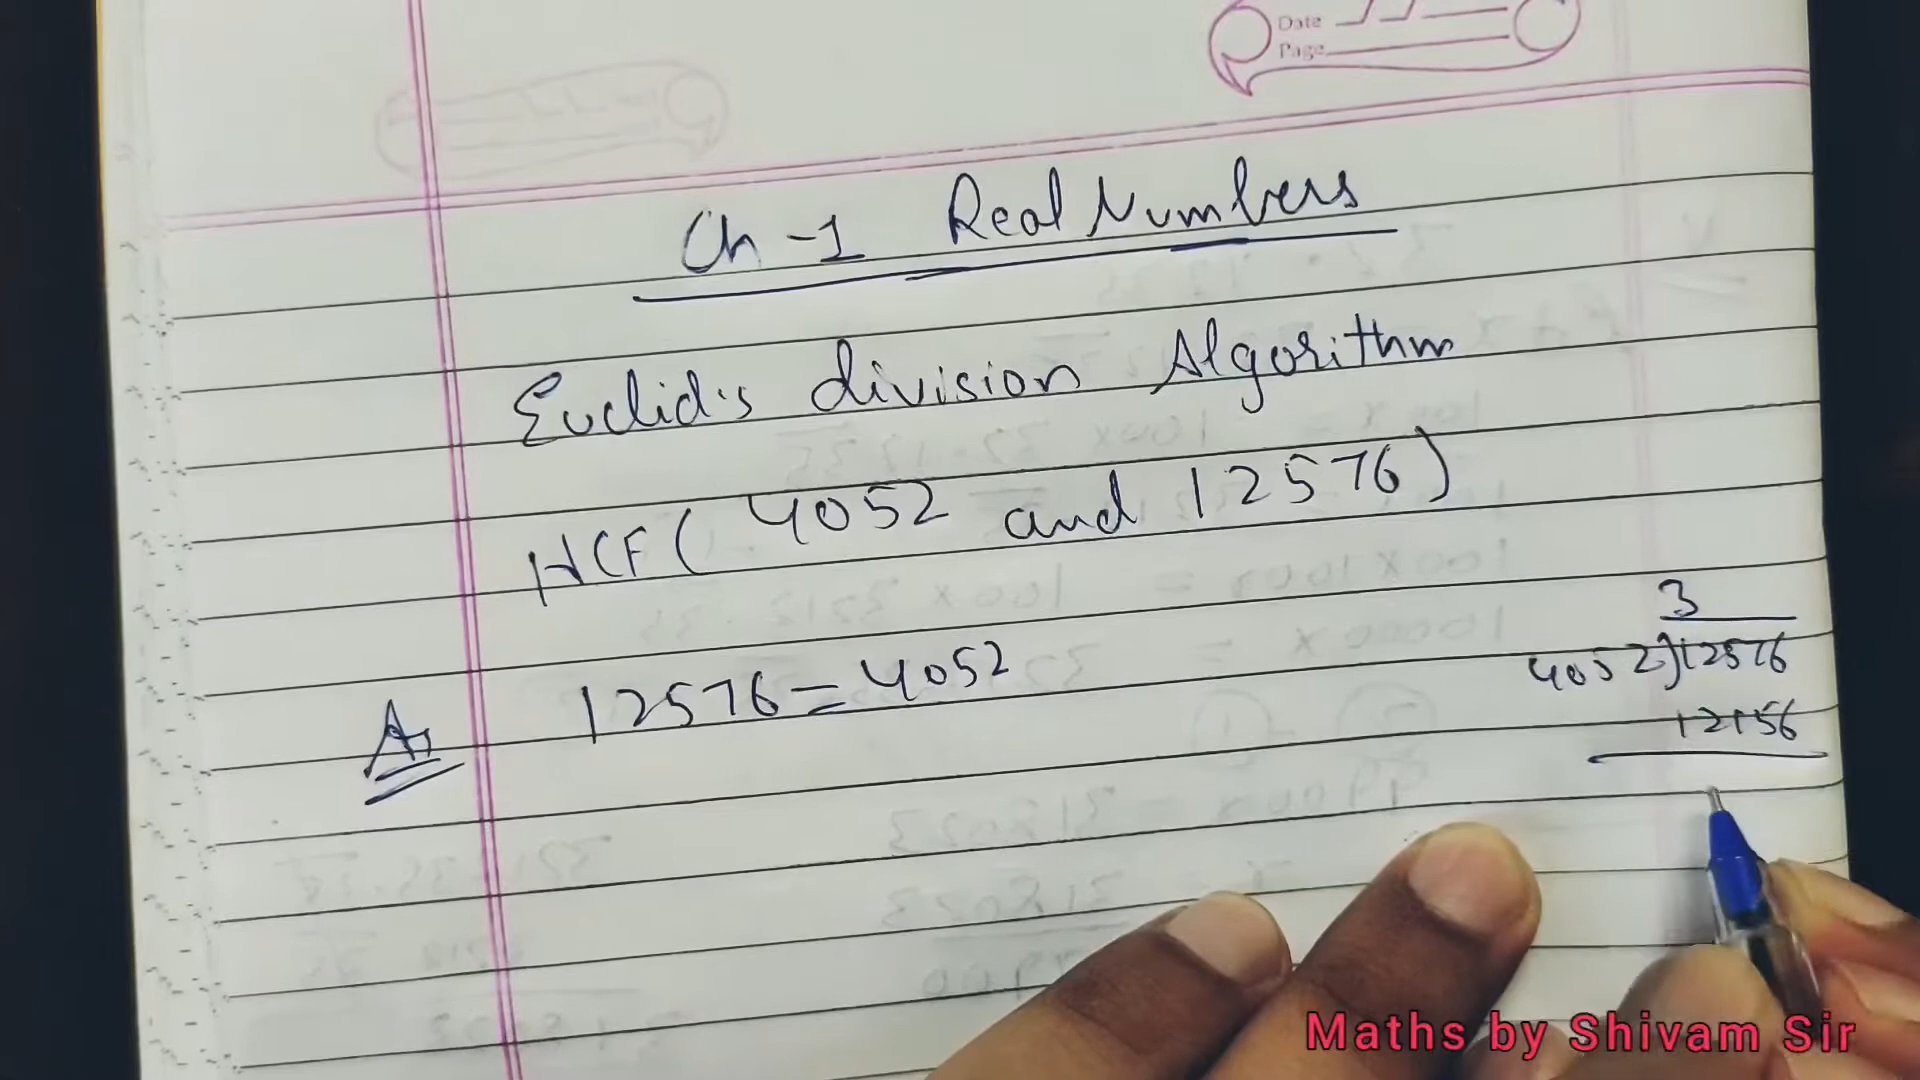 Date
Page
Ch-1 Real Numbers
Euclid's division Algorithm
HCF( 4052 and 12576)
3
A, 12576=4052
4052)12576
12156
Maths by Shivam Sir